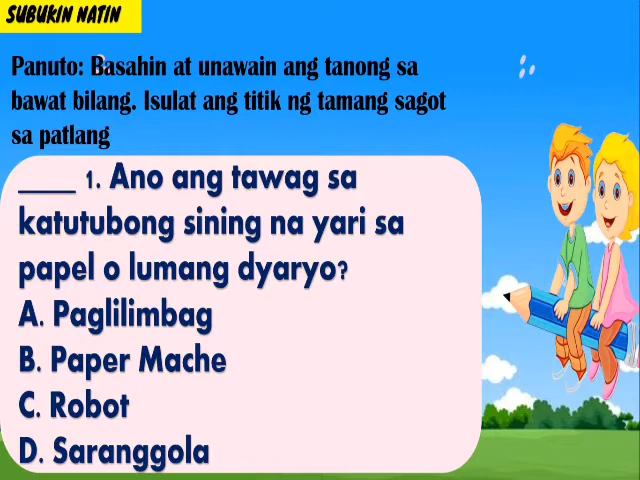 SUBUKIN NATIN
Panuto: Basahin at unawain ang tanong sa
bawat bilang. Isulat ang titik ng tamang sagot
sa patlang
____ 1. Ano ang tawag sa
katutubong sining na yari sa
papel o lumang dyaryo?
A. Paglilimbag
B. Paper Mache
C. Robot
D. Saranggola